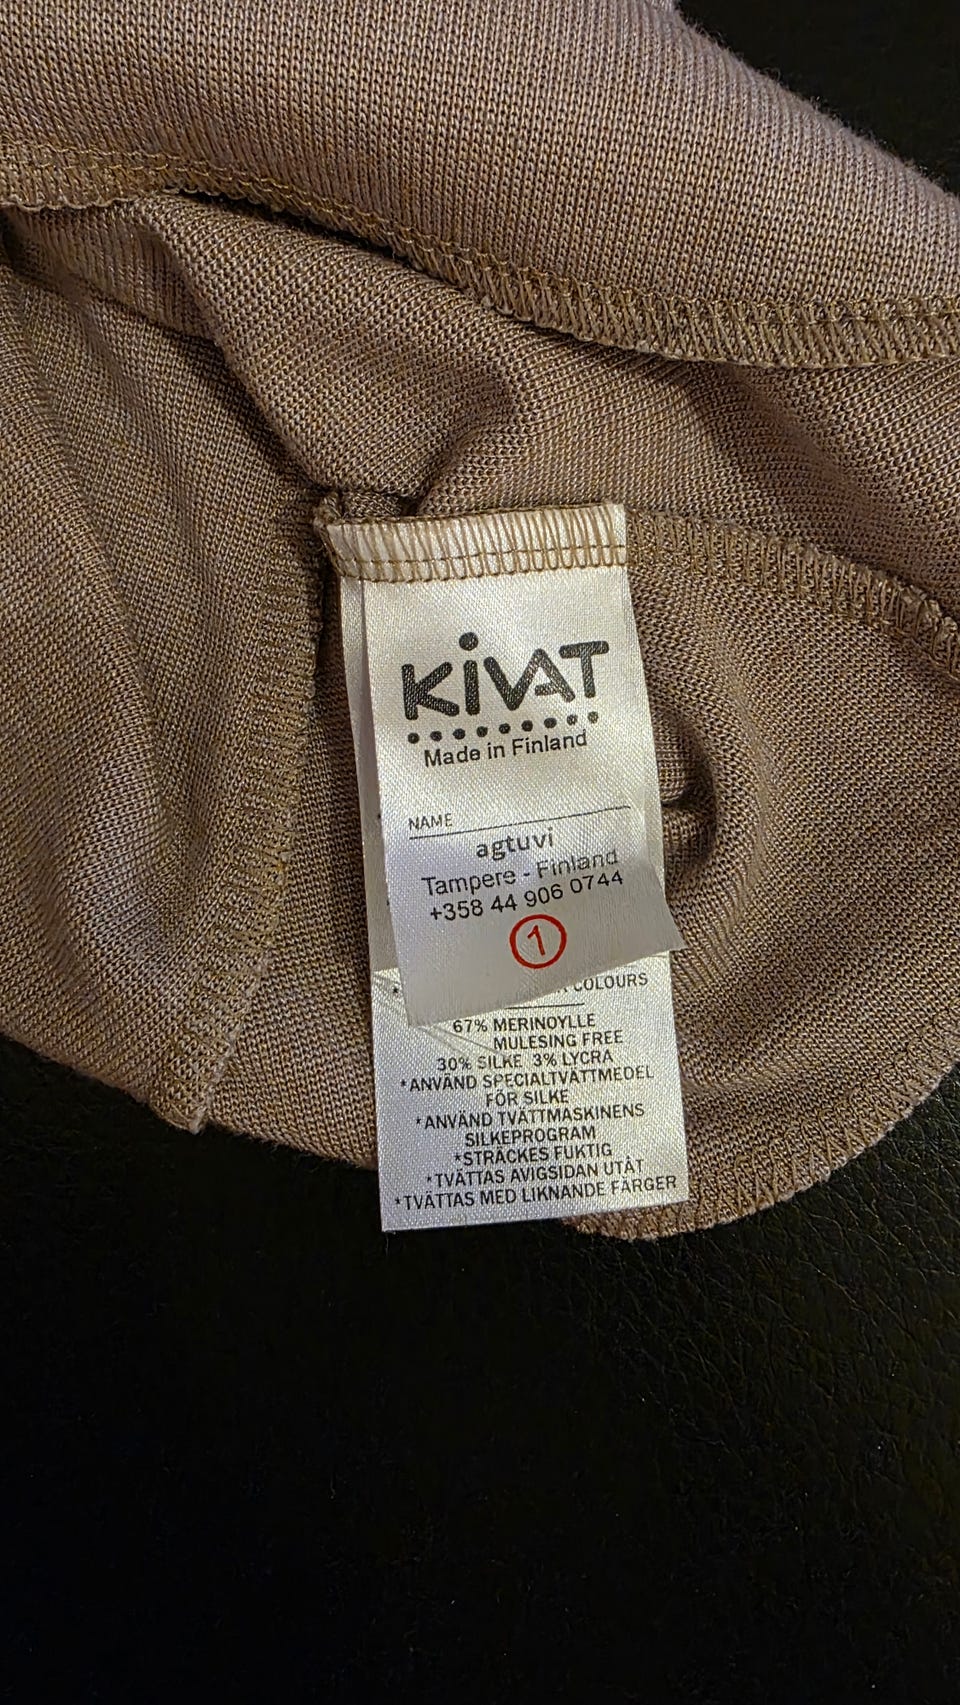 KiVAT
Made in Finland
NAME
agtuvi
Tampere - Finland
+358 44 906 0744
1
COLOURS
67% MERINOYLLE
MULESING FREE
30% SILKE 3% LYCRA
*ANVÄND SPECIALTVÄTTMEDEL
FÖR SILKE
*ANVÄND TVÄTTMASKINENS
SILKEPROGRAM
*STRÄCKES FUKTIG
*TVÄTTAS AVIGSIDAN UTÅT
*TVÄTTAS MED LIKNANDE FÄRGER